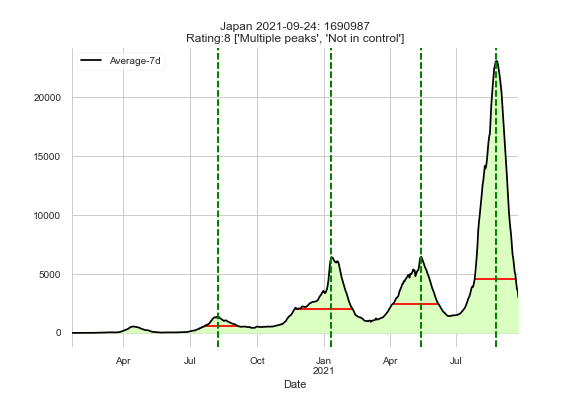 Japan 2021-09-24: 1690987
Rating:8 ['Multiple peaks', 'Not in control']
Average-7d
20000
15000
10000
5000
0
Apr
Jul
Oct
Jan
2021
Apr
Jul
Date